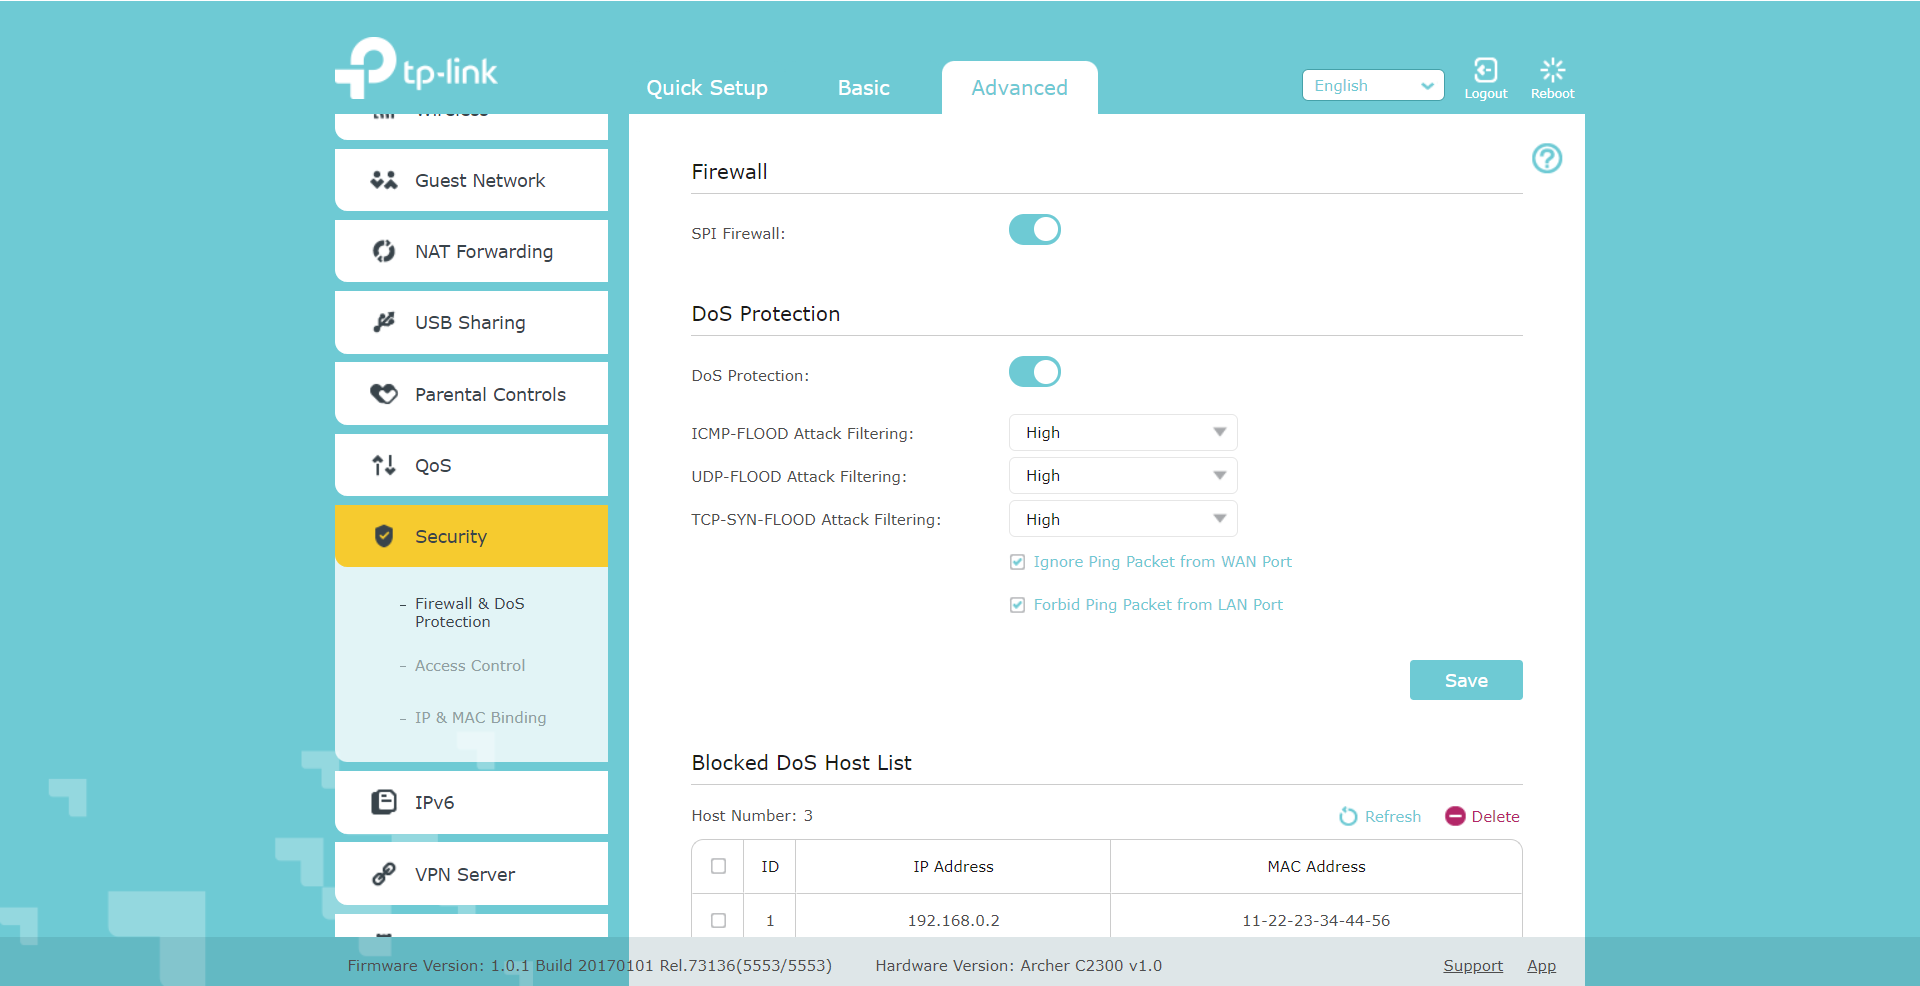 tp-link
Quick Setup
Basic
Advanced
English
Logout
Reboot
Wireless
Guest Network
NAT Forwarding
USB Sharing
Parental Controls
QoS
Security
– Firewall & DoS
Protection
– Access Control
– IP & MAC Binding
IPv6
VPN Server
Firewall
SPI Firewall:
DoS Protection
DoS Protection:
ICMP-FLOOD Attack Filtering: High
UDP-FLOOD Attack Filtering: High
TCP-SYN-FLOOD Attack Filtering: High
Ignore Ping Packet from WAN Port
Forbid Ping Packet from LAN Port
Save
Blocked DoS Host List
Host Number: 3
Refresh
Delete
ID IP Address MAC Address
1 192.168.0.2 11-22-23-34-44-56
Firmware Version: 1.0.1 Build 20170101 Rel.73136(5553/5553) Hardware Version: Archer C2300 v1.0
Support App